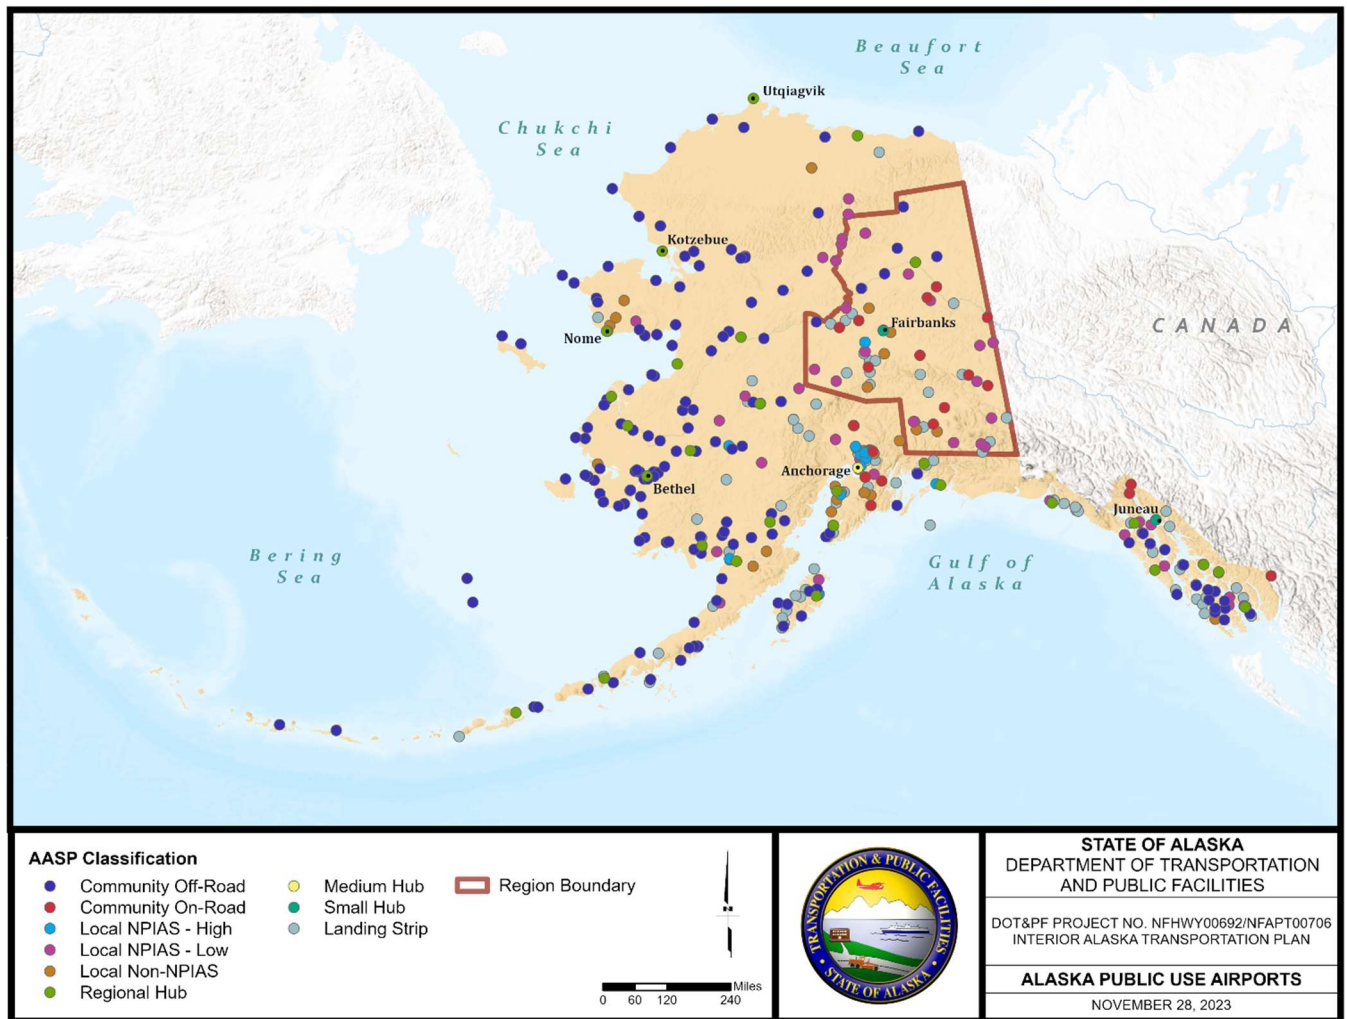 Beaufort
Sea
Utqiagvik
Chukchi
Sea
Kotzebue
Nome
Fairbanks
CANADA
Anchorage
Bethel
Juneau
Bering
Sea
Gulf of
Alaska
AASP Classification
Community Off-Road
Community On-Road
Local NPIAS - High
Local NPIAS - Low
Local Non-NPIAS
Regional Hub
Medium Hub
Small Hub
Landing Strip
Region Boundary
Miles
0 60 120 240
TRANSPORTATION & PUBLIC FACILITIES
STATE OF ALASKA
STATE OF ALASKA
DEPARTMENT OF TRANSPORTATION
AND PUBLIC FACILITIES
DOT&PF PROJECT NO. NFHWY00692/NFAPT00706
INTERIOR ALASKA TRANSPORTATION PLAN
ALASKA PUBLIC USE AIRPORTS
NOVEMBER 28, 2023